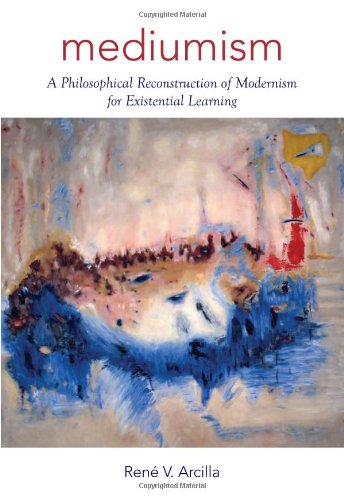 Copyrighted Material
mediumism
A Philosophical Reconstruction of Modernism
for Existential Learning
René V. Arcilla
Copyrighted Material